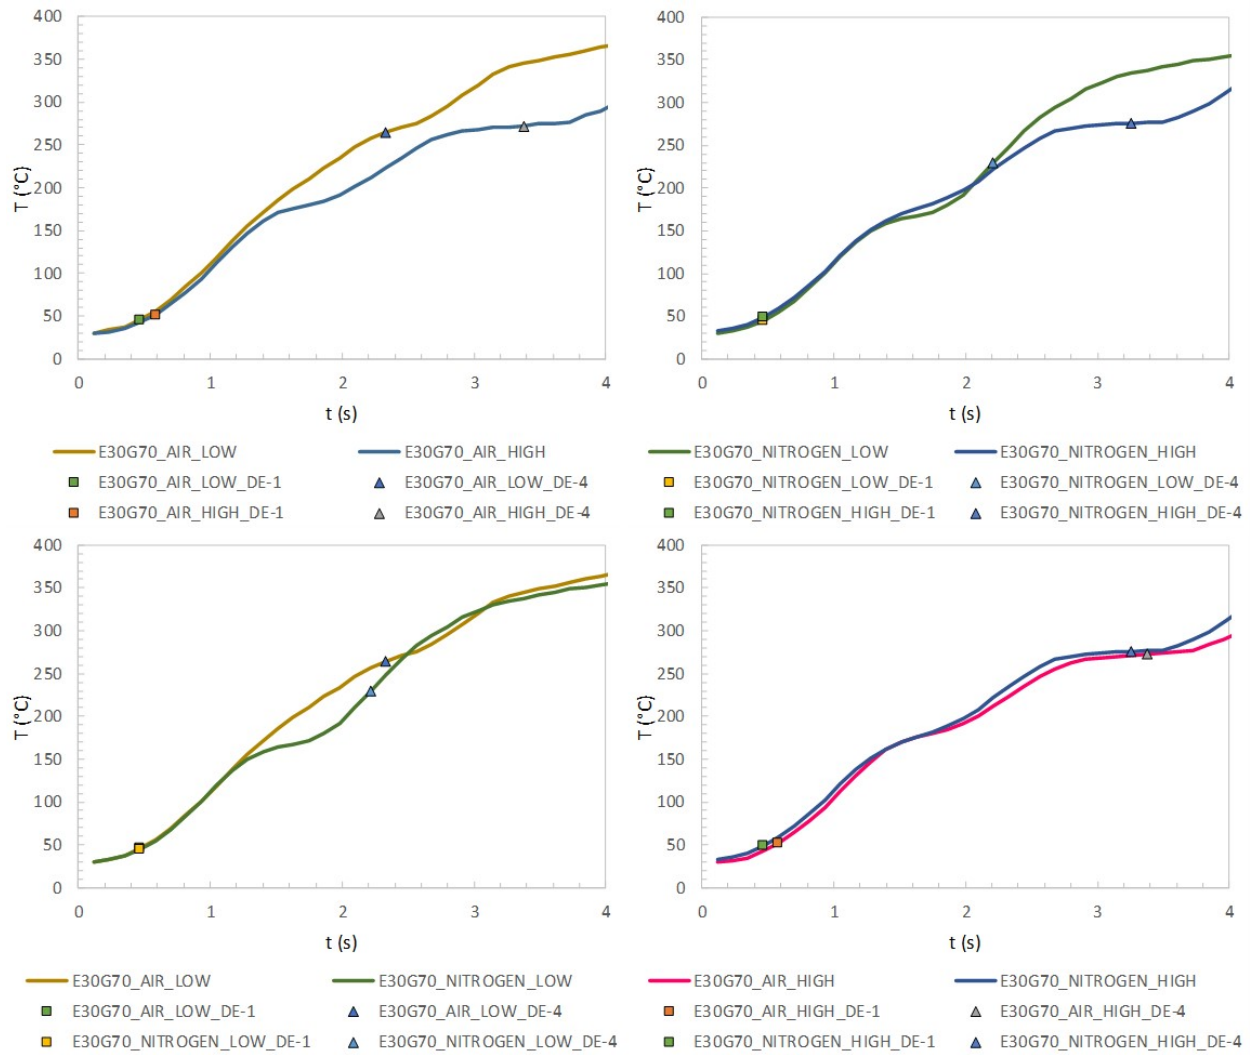 400
350
300
250
200
150
100
50
0
T (°C)
0 1 2 3 4
t (s)
E30G70_AIR_LOW E30G70_AIR_HIGH
E30G70_AIR_LOW_DE-1 E30G70_AIR_LOW_DE-4
E30G70_AIR_HIGH_DE-1 E30G70_AIR_HIGH_DE-4
400
350
300
250
200
150
100
50
0
T (°C)
0 1 2 3 4
t (s)
E30G70_NITROGEN_LOW E30G70_NITROGEN_HIGH
E30G70_NITROGEN_LOW_DE-1 E30G70_NITROGEN_LOW_DE-4
E30G70_NITROGEN_HIGH_DE-1 E30G70_NITROGEN_HIGH_DE-4
400
350
300
250
200
150
100
50
0
T (°C)
0 1 2 3 4
t (s)
E30G70_AIR_LOW E30G70_NITROGEN_LOW
E30G70_AIR_LOW_DE-1 E30G70_AIR_LOW_DE-4
E30G70_NITROGEN_LOW_DE-1 E30G70_NITROGEN_LOW_DE-4
400
350
300
250
200
150
100
50
0
T (°C)
0 1 2 3 4
t (s)
E30G70_AIR_HIGH E30G70_NITROGEN_HIGH
E30G70_AIR_HIGH_DE-1 E30G70_AIR_HIGH_DE-4
E30G70_NITROGEN_HIGH_DE-1 E30G70_NITROGEN_HIGH_DE-4